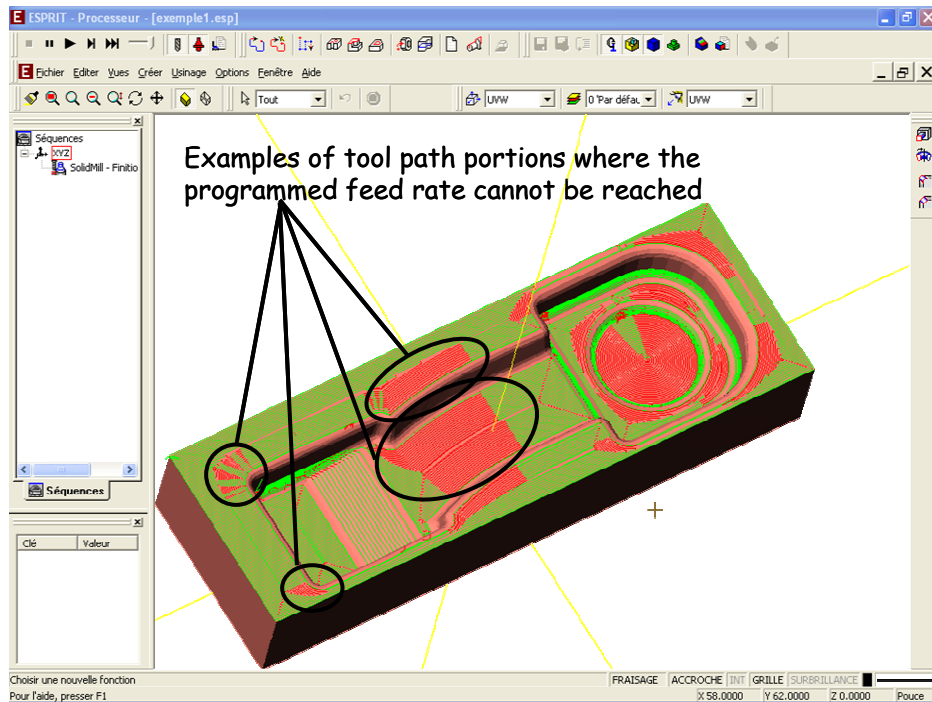 ESPRIT - Processeur - [exemple1.esp]
Fichier Editer Vues Créer Usinage Options Fenêtre Aide
Tout UVW 0 'Par défau UVW
Séquences
XYZ
SolidMill - Finitio
Examples of tool path portions where the
programmed feed rate cannot be reached
Séquences
Clé Valeur
Choisir une nouvelle fonction
FRAISAGE ACCROCHE INT GRILLE SURBRILLANCE
Pour l'aide, presser F1
X 58.0000 Y 62.0000 Z 0.0000 Pouce